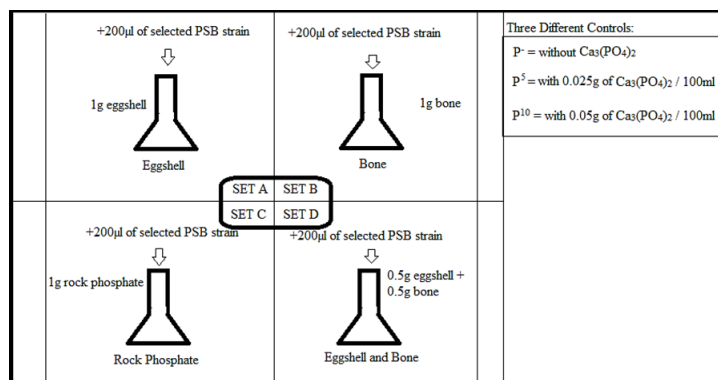 +200µl of selected PSB strain
1g eggshell
Eggshell
+200µl of selected PSB strain
1g bone
Bone
SET A
SET B
SET C
SET D
+200µl of selected PSB strain
1g rock phosphate
Rock Phosphate
+200µl of selected PSB strain
0.5g eggshell +
0.5g bone
Eggshell and Bone
Three Different Controls:
P⁻ = without Ca₃(PO₄)₂
P⁵ = with 0.025g of Ca₃(PO₄)₂ / 100ml
P¹⁰ = with 0.05g of Ca₃(PO₄)₂ / 100ml